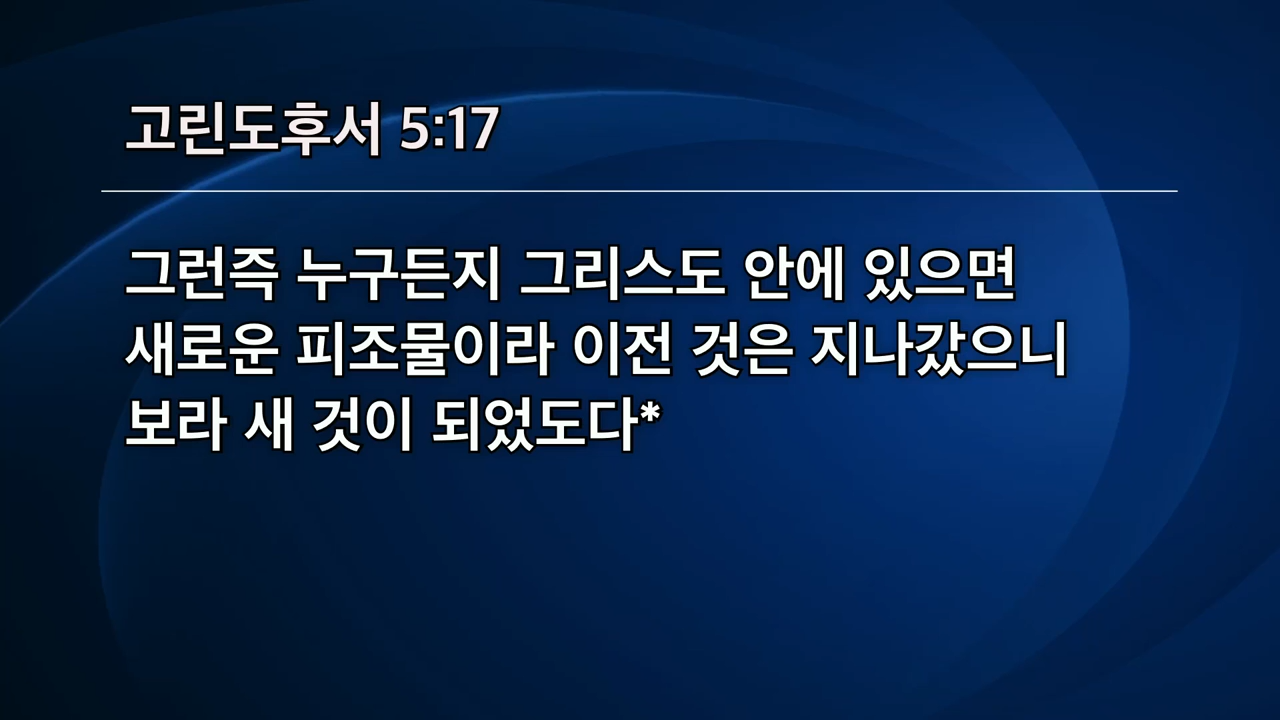 고린도후서 5:17
그런즉 누구든지 그리스도 안에 있으면
새로운 피조물이라 이전 것은 지나갔으니
보라 새 것이 되었도다*